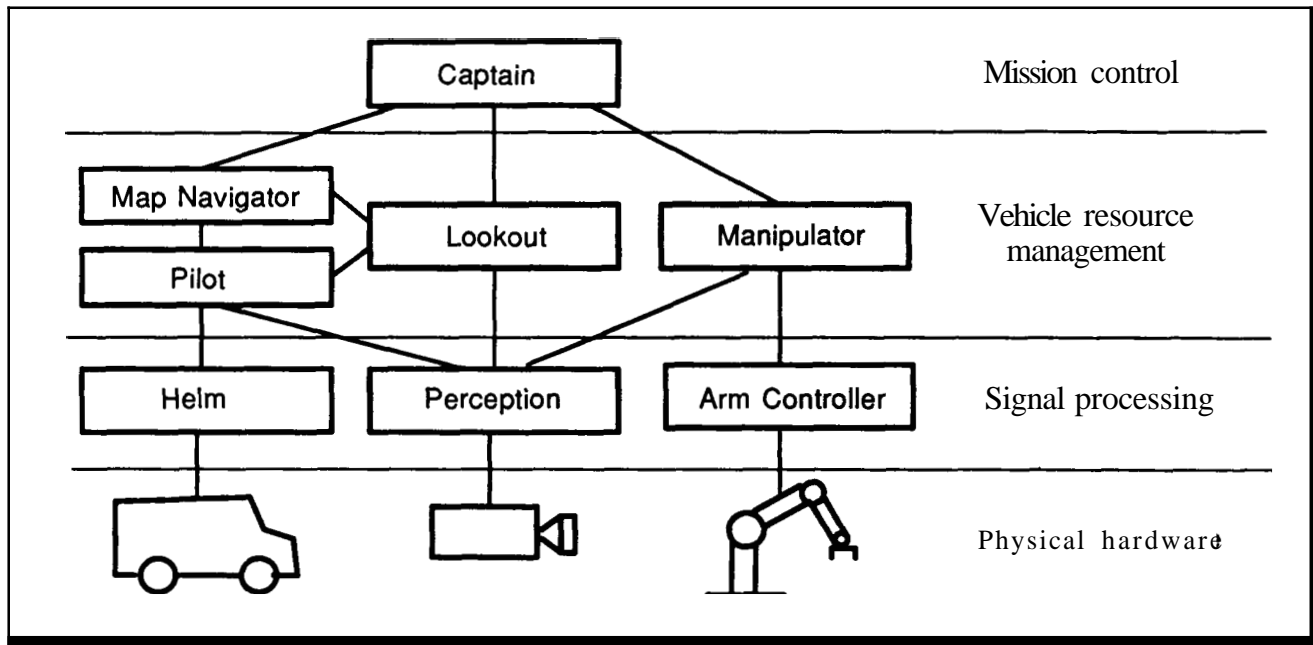 Captain
Mission control
Map Navigator
Lookout
Manipulator
Vehicle resource
management
Pilot
Helm
Perception
Arm Controller
Signal processing
Physical hardware